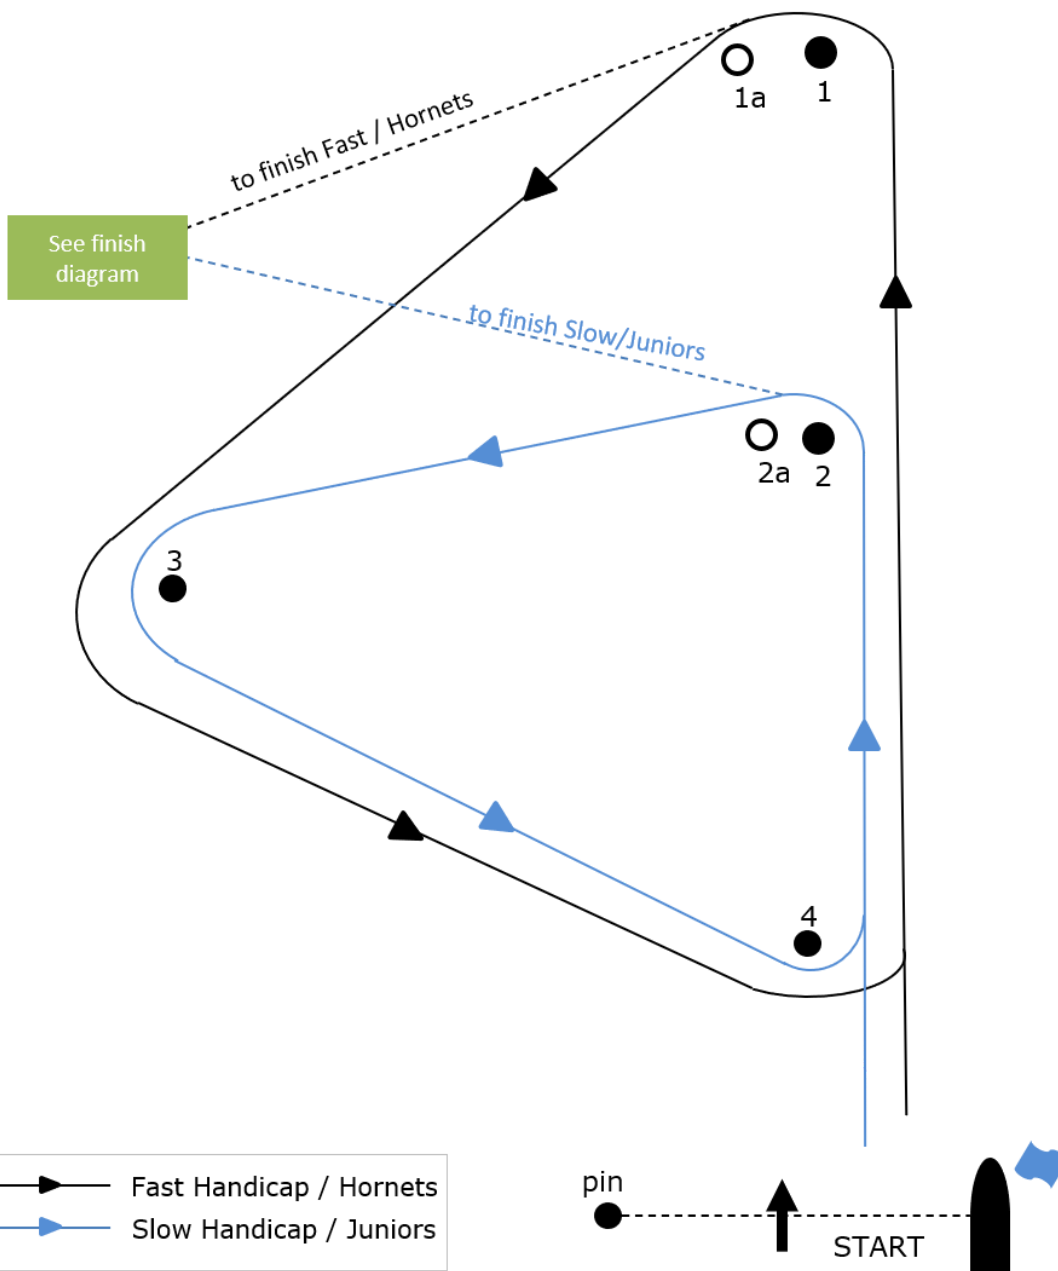 1a
1
to finish Fast / Hornets
See finish
diagram
to finish Slow/Juniors
2a
2
3
4
pin
Fast Handicap / Hornets
Slow Handicap / Juniors
START